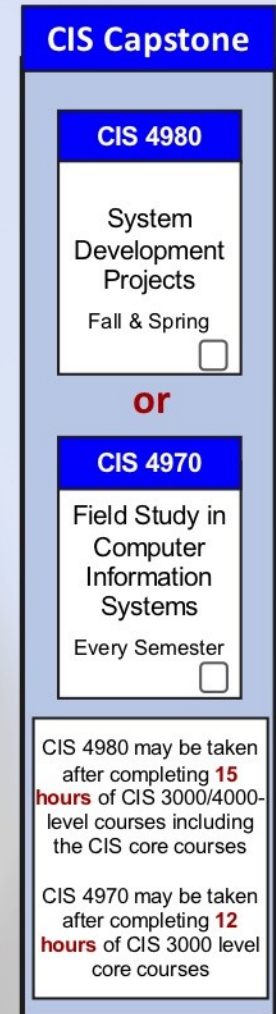 CIS Capstone
CIS 4980
System
Development
Projects
Fall & Spring
or
CIS 4970
Field Study in
Computer
Information
Systems
Every Semester
CIS 4980 may be taken
after completing 15
hours of CIS 3000/4000-
level courses including
the CIS core courses
CIS 4970 may be taken
after completing 12
hours of CIS 3000 level
core courses